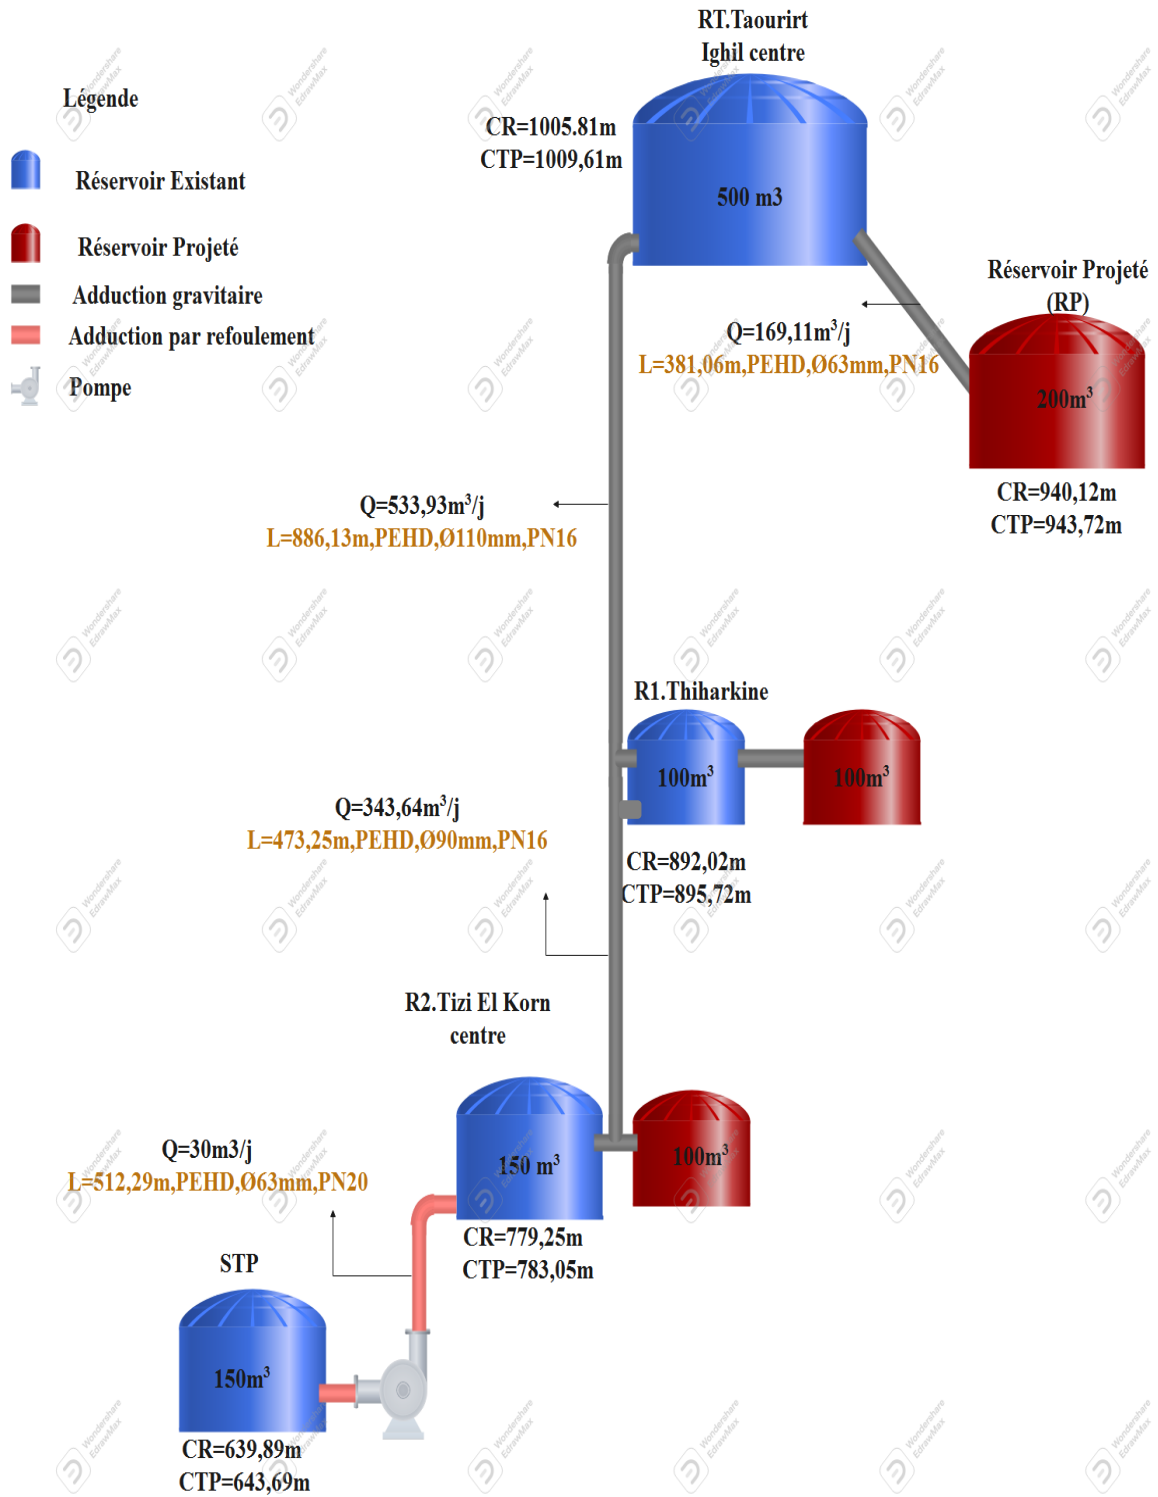 RT.Taourirt
Ighil centre
Légende
CR=1005.81m
CTP=1009,61m
Réservoir Existant
500 m3
Réservoir Projeté
Réservoir Projeté
(RP)
Adduction gravitaire
Adduction par refoulement
Q=169,11m³/j
L=381,06m,PEHD,Ø63mm,PN16
Pompe
200m³
CR=940,12m
CTP=943,72m
Q=533,93m³/j
L=886,13m,PEHD,Ø110mm,PN16
R1.Thiharkine
100m³
100m³
Q=343,64m³/j
L=473,25m,PEHD,Ø90mm,PN16
CR=892,02m
CTP=895,72m
R2.Tizi El Korn
centre
150 m³
100m³
Q=30m3/j
L=512,29m,PEHD,Ø63mm,PN20
CR=779,25m
CTP=783,05m
STP
150m³
CR=639,89m
CTP=643,69m
Wondershare
EdrawMax